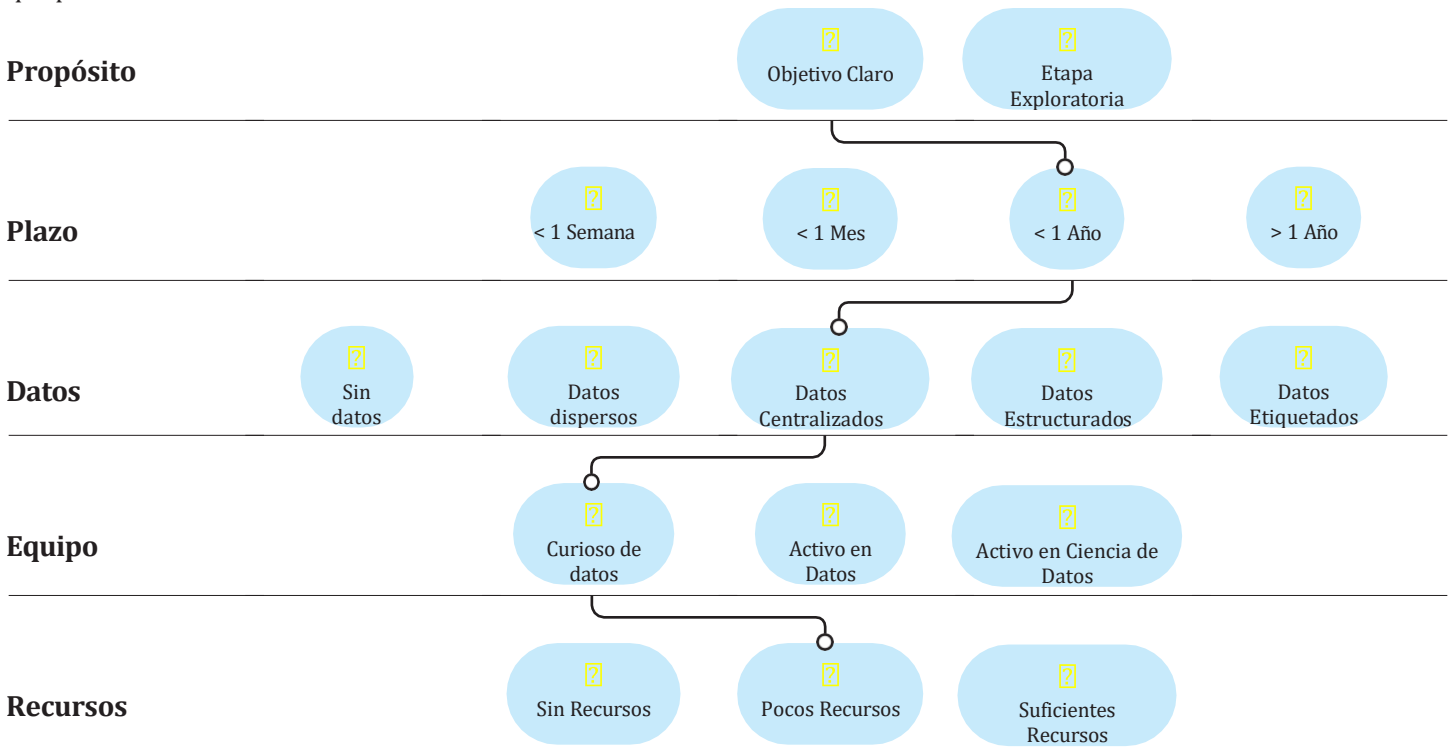 Propósito
Objetivo Claro
Etapa
Exploratoria
Plazo
< 1 Semana
< 1 Mes
< 1 Año
> 1 Año
Datos
Sin
datos
Datos
dispersos
Datos
Centralizados
Datos
Estructurados
Datos
Etiquetados
Equipo
Curioso de
datos
Activo en
Datos
Activo en Ciencia de
Datos
Recursos
Sin Recursos
Pocos Recursos
Suficientes
Recursos